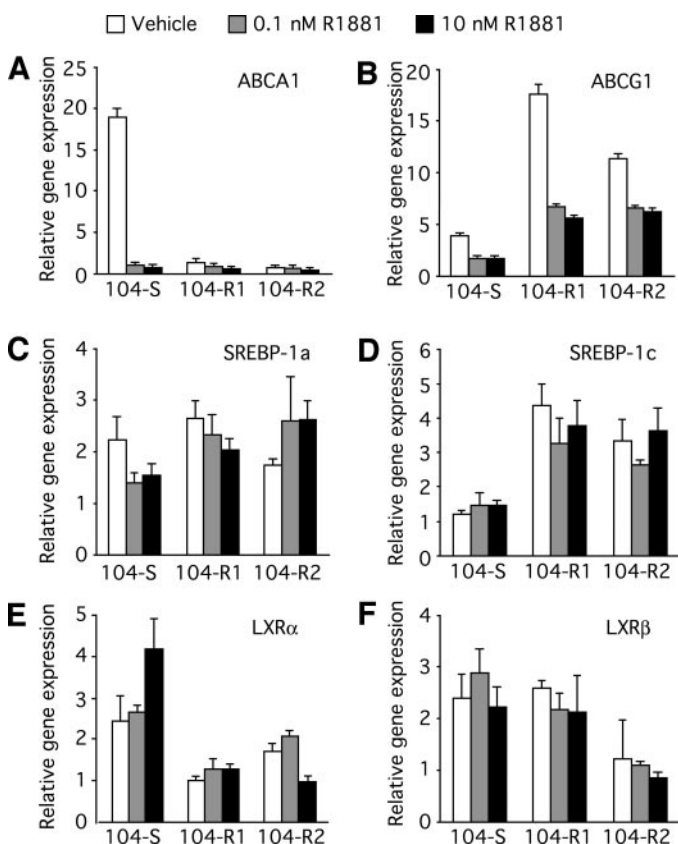 Vehicle 0.1 nM R1881 10 nM R1881
A
ABCA1
Relative gene expression
25
20
15
10
5
0
104-S 104-R1 104-R2
B
ABCG1
Relative gene expression
20
15
10
5
0
104-S 104-R1 104-R2
C
SREBP-1a
Relative gene expression
4
3
2
1
0
104-S 104-R1 104-R2
D
SREBP-1c
Relative gene expression
6
5
4
3
2
1
0
104-S 104-R1 104-R2
E
LXRα
Relative gene expression
5
4
3
2
1
0
104-S 104-R1 104-R2
F
LXRβ
Relative gene expression
4
3
2
1
0
104-S 104-R1 104-R2